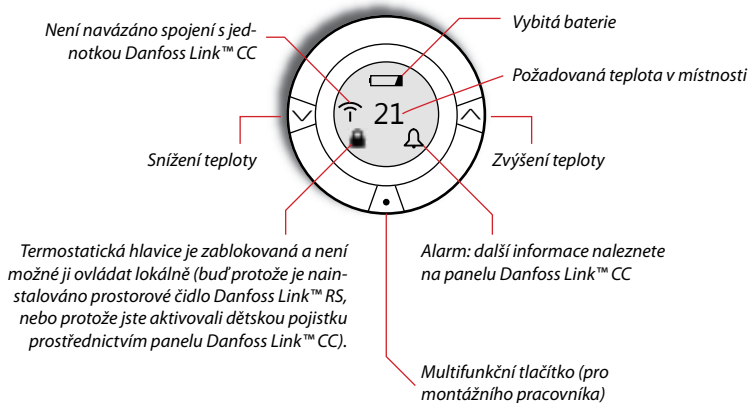 Není navázáno spojení s jed-
notkou Danfoss Link™ CC
Vybitá baterie
Požadovaná teplota v místnosti
21
Snížení teploty
Zvýšení teploty
Termostatická hlavice je zablokovaná a není
možné ji ovládat lokálně (buď protože je nain-
stalováno prostorové čidlo Danfoss Link™ RS,
nebo protože jste aktivovali dětskou pojistku
prostřednictvím panelu Danfoss Link™ CC).
Alarm: další informace naleznete
na panelu Danfoss Link™ CC
Multifunkční tlačítko (pro
montážního pracovníka)